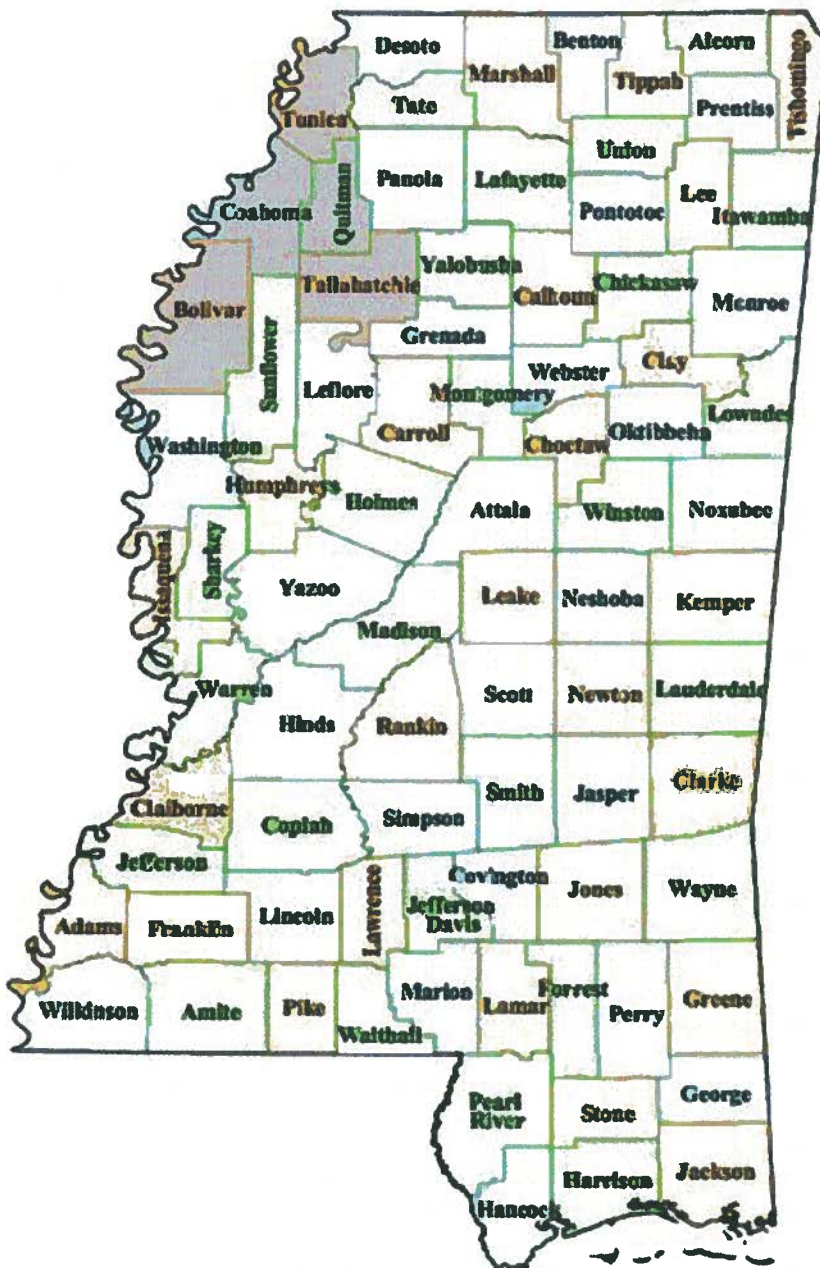 Desoto
Benton
Alcorn
Marshall
Tippah
Tishomingo
Tunica
Tate
Prentiss
Union
Panola
Lafayette
Lee
Coahoma
Quitman
Pontotoc
Itawamba
Yalobusha
Tallahatchie
Chickasaw
Calhoun
Monroe
Bolivar
Grenada
Sunflower
Clay
Webster
Leflore
Montgomery
Lowndes
Washington
Carroll
Choctaw
Oktibbeha
Humphreys
Holmes
Attala
Winston
Noxubee
Issaquena
Sharkey
Yazoo
Leake
Neshoba
Kemper
Madison
Warren
Scott
Newton
Lauderdale
Hinds
Rankin
Claiborne
Smith
Jasper
Clarke
Copiah
Simpson
Jefferson
Covington
Jones
Wayne
Lawrence
Jefferson
Davis
Lincoln
Adams
Franklin
Marion
Lamar
Forrest
Greene
Wilkinson
Amite
Pike
Perry
Walthall
Pearl
River
George
Stone
Harrison
Jackson
Hancock